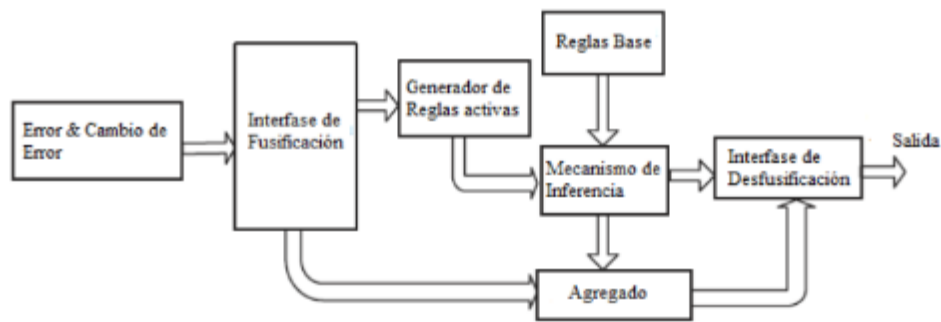 Reglas Base
Generador de
Reglas activas
Error & Cambio de
Error
Interfase de
Fusificación
Mecanismo de
Inferencia
Interfase de
Desfusificación
Salida
Agregado